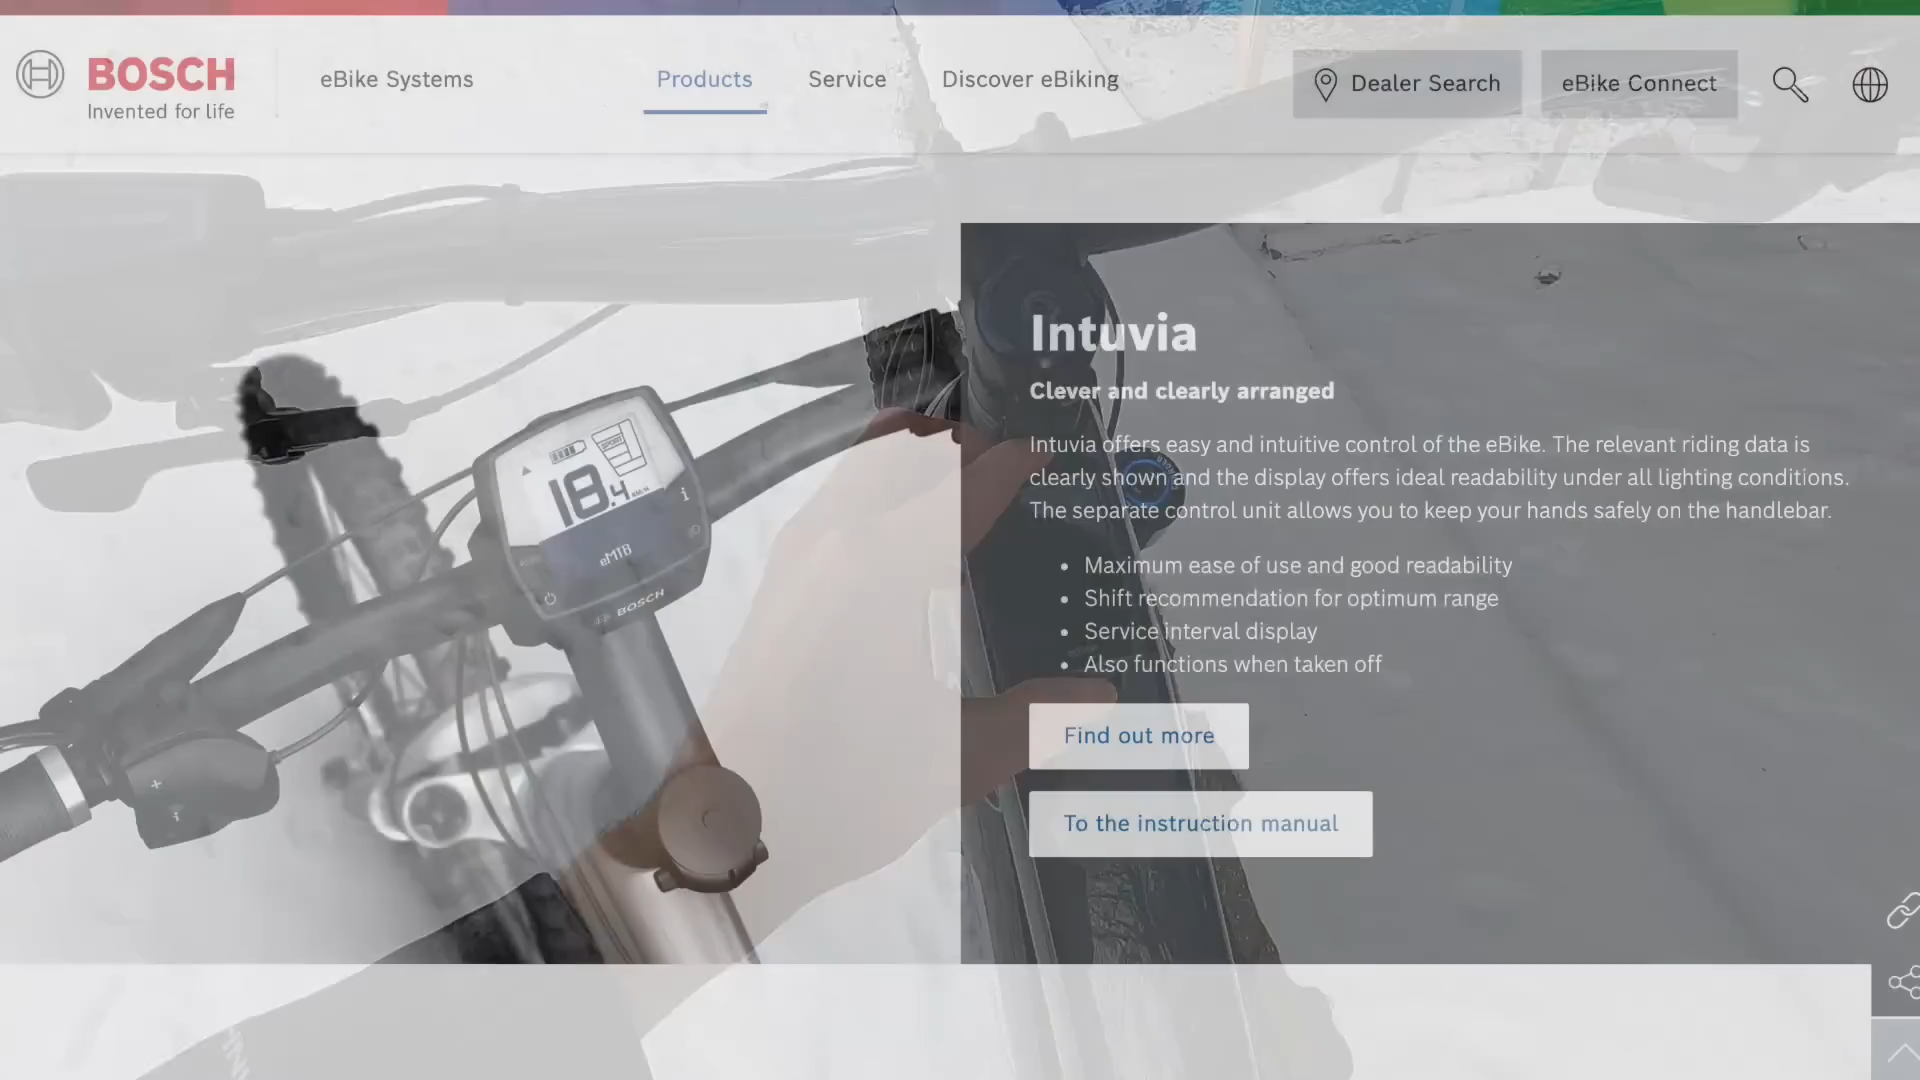 BOSCH
Invented for life
eBike Systems
Products
Service
Discover eBiking
Dealer Search
eBike Connect
Intuvia
Clever and clearly arranged
Intuvia offers easy and intuitive control of the eBike. The relevant riding data is
clearly shown and the display offers ideal readability under all lighting conditions.
The separate control unit allows you to keep your hands safely on the handlebar.
• Maximum ease of use and good readability
• Shift recommendation for optimum range
• Service interval display
• Also functions when taken off
Find out more
To the instruction manual
SPORT
18.4
i
eMTB
BOSCH
+
i